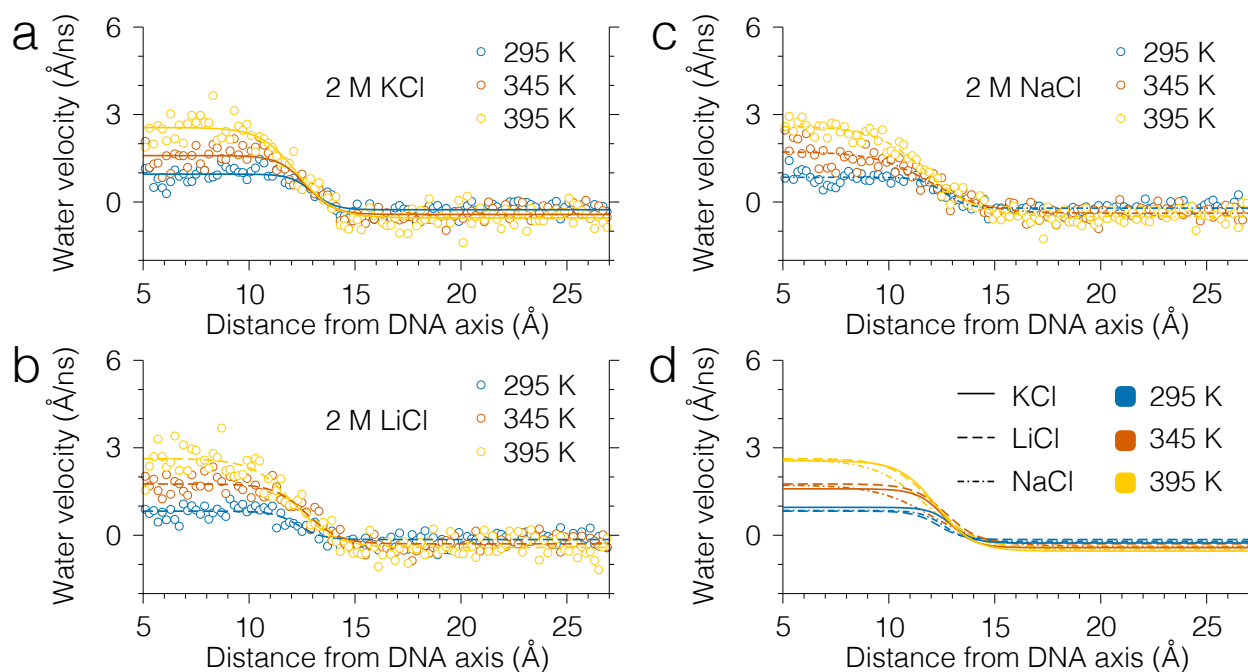 a
Water velocity (Å/ns)
6
3
0
2 M KCl
295 K
345 K
395 K
5 10 15 20 25
Distance from DNA axis (Å)
c
Water velocity (Å/ns)
6
3
0
2 M NaCl
295 K
345 K
395 K
5 10 15 20 25
Distance from DNA axis (Å)
b
Water velocity (Å/ns)
6
3
0
2 M LiCl
295 K
345 K
395 K
5 10 15 20 25
Distance from DNA axis (Å)
d
Water velocity (Å/ns)
6
3
0
KCl 295 K
LiCl 345 K
NaCl 395 K
5 10 15 20 25
Distance from DNA axis (Å)